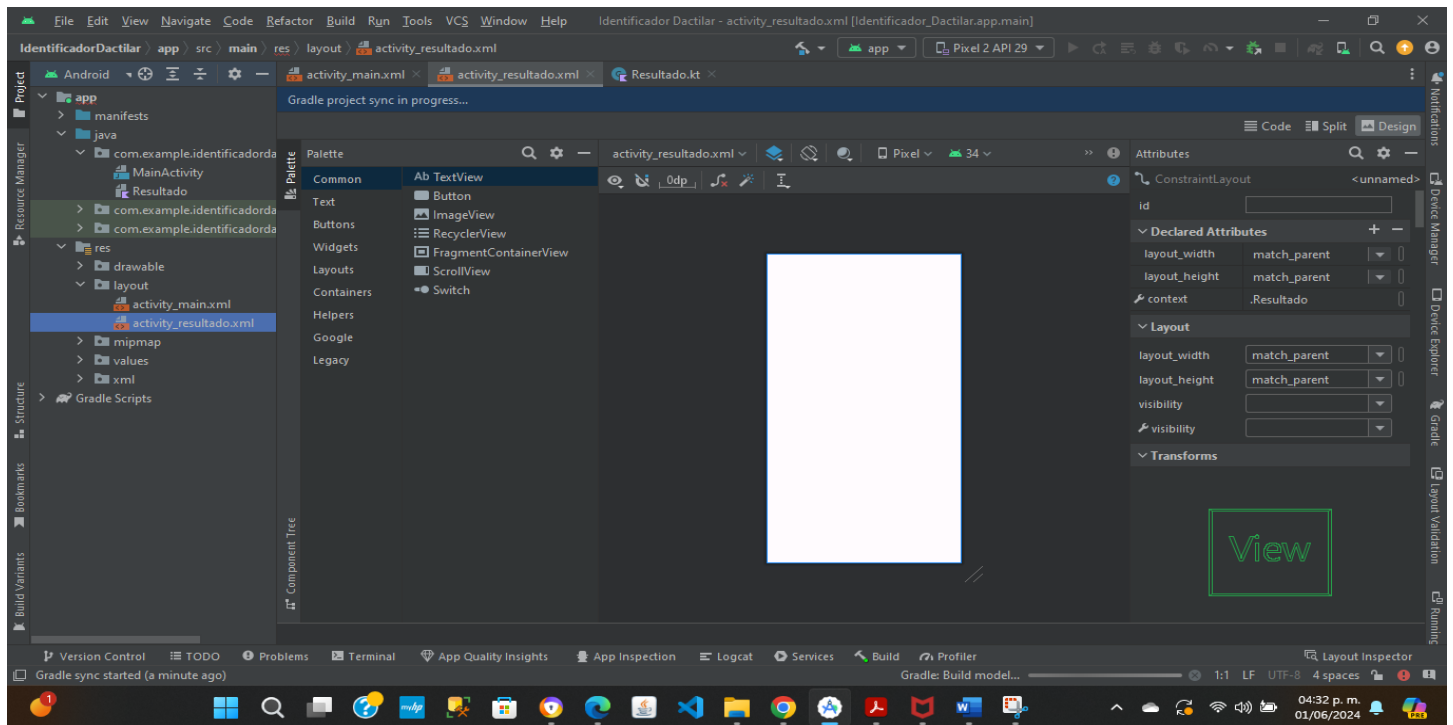 File Edit View Navigate Code Refactor Build Run Tools VCS Window Help Identificador Dactilar - activity_resultado.xml [Identificador_Dactilar.app.main]
IdentificadorDactilar app src main res layout activity_resultado.xml app Pixel 2 API 29
Project
Resource Manager
Structure
Bookmarks
Build Variants
Android
app
manifests
java
com.example.identificadorda
MainActivity
Resultado
com.example.identificadorda
com.example.identificadorda
res
drawable
layout
activity_main.xml
activity_resultado.xml
mipmap
values
xml
Gradle Scripts
activity_main.xml activity_resultado.xml Resultado.kt
Gradle project sync in progress...
Code Split Design
Palette
Component Tree
Palette
Common
Text
Buttons
Widgets
Layouts
Containers
Helpers
Google
Legacy
Ab TextView
Button
ImageView
RecyclerView
FragmentContainerView
ScrollView
Switch
activity_resultado.xml Pixel 34
0dp
Attributes
ConstraintLayout <unnamed>
id
Declared Attributes
layout_width match_parent
layout_height match_parent
context .Resultado
Layout
layout_width match_parent
layout_height match_parent
visibility
visibility
Transforms
View
Notifications
Device Manager
Device Explorer
Gradle
Layout Validation
Running
Version Control TODO Problems Terminal App Quality Insights App Inspection Logcat Services Build Profiler Layout Inspector
Gradle sync started (a minute ago) Gradle: Build model... 1:1 LF UTF-8 4 spaces
1
myhp
W
PRE
04:32 p. m.
01/06/2024